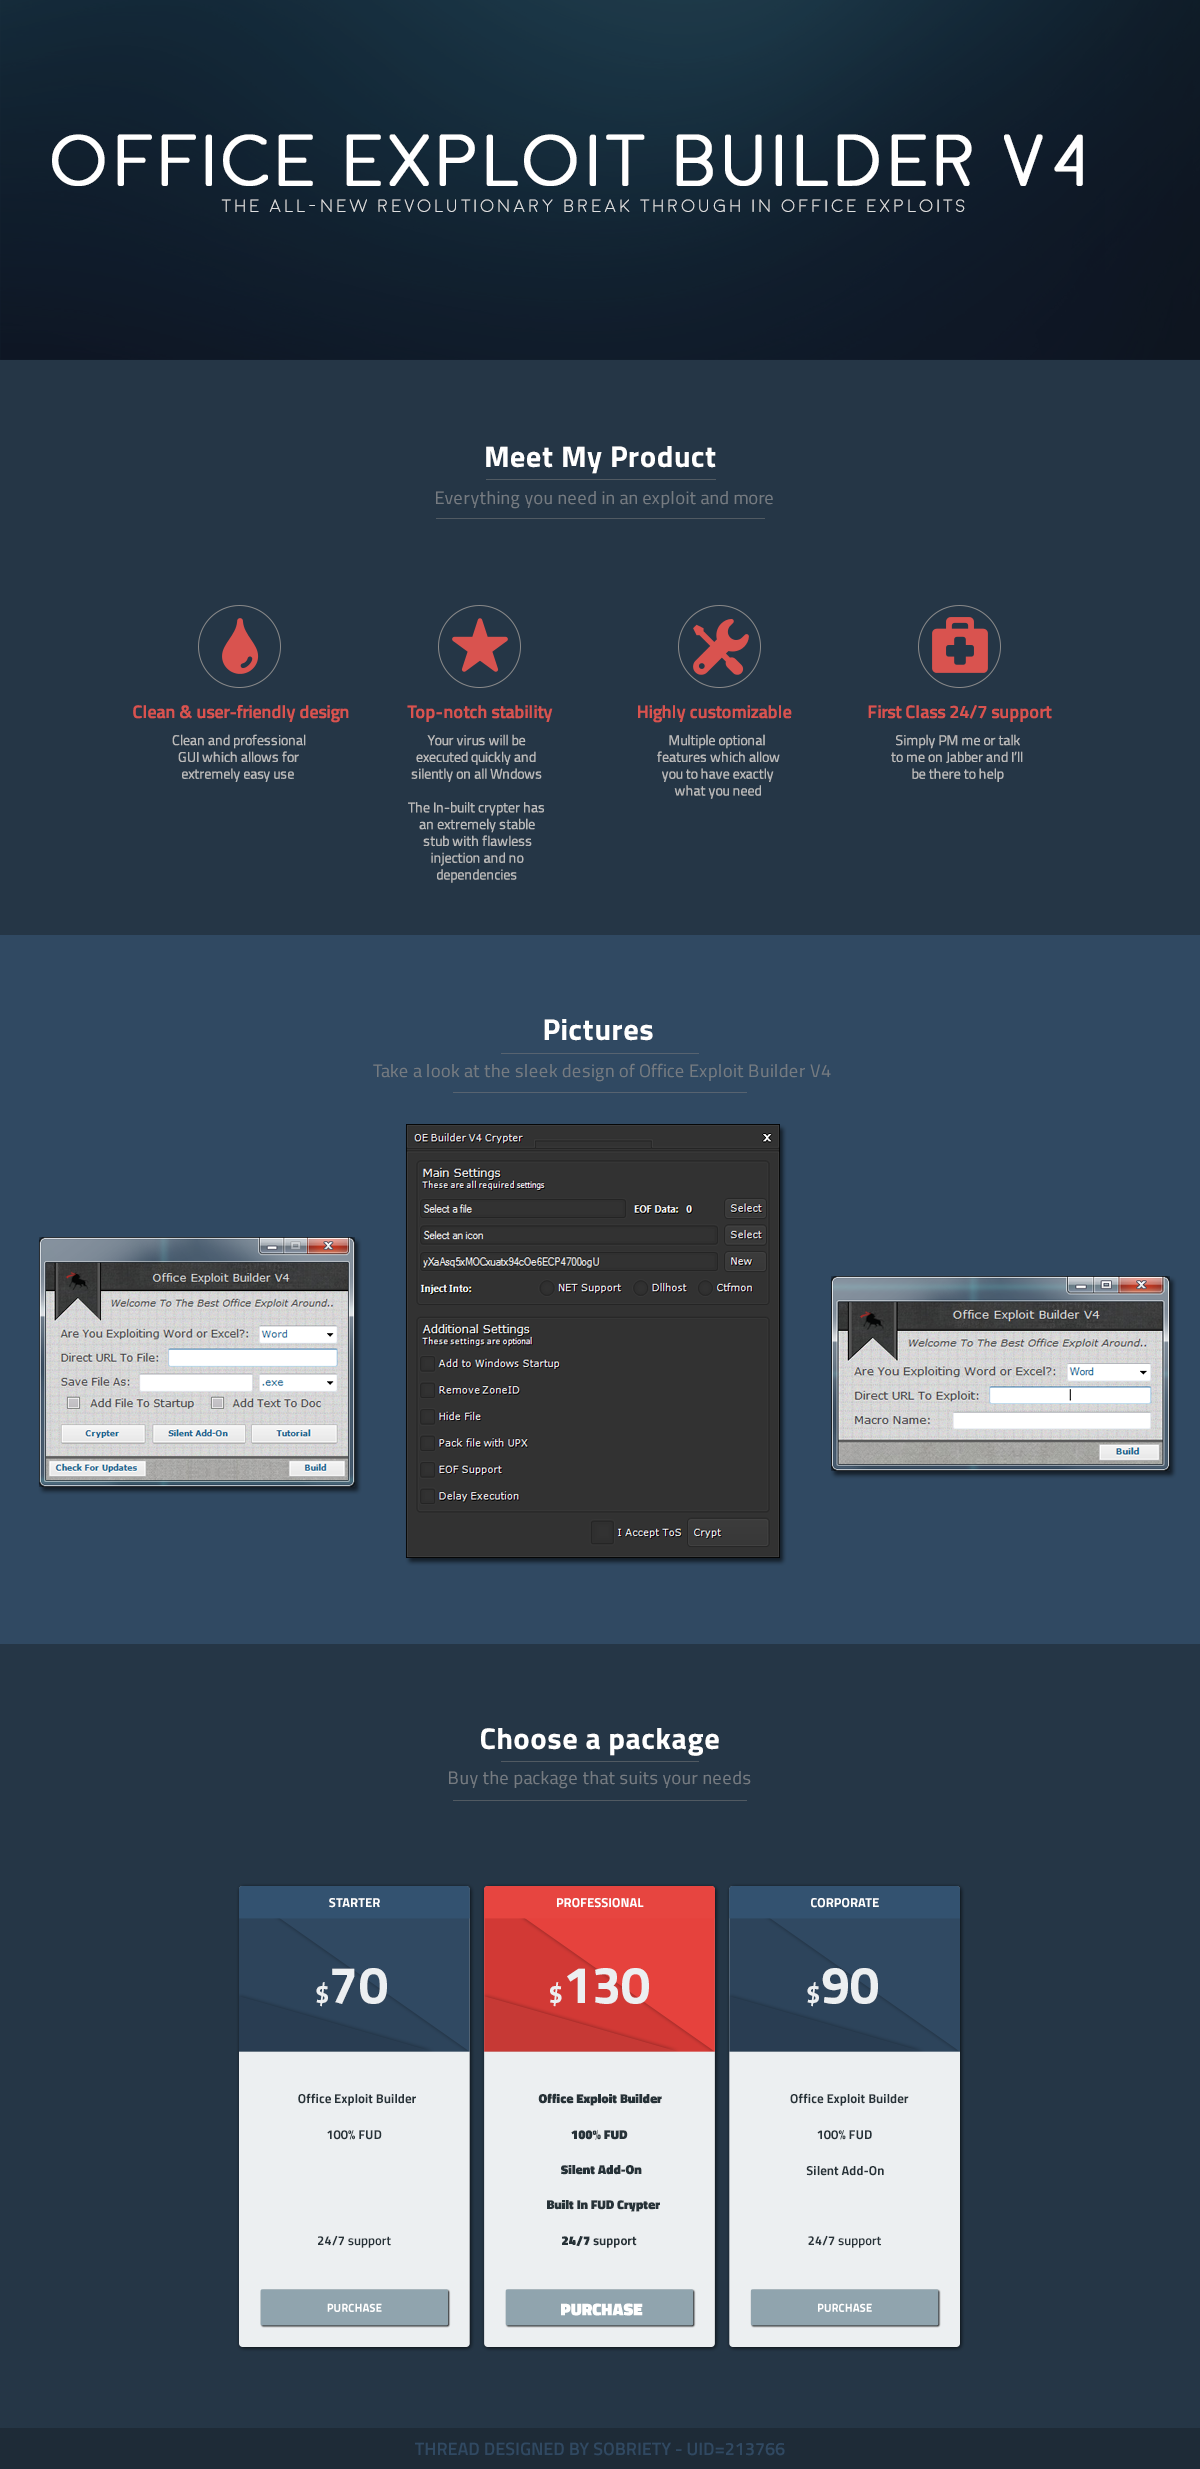 OFFICE EXPLOIT BUILDER V4
THE ALL-NEW REVOLUTIONARY BREAK THROUGH IN OFFICE EXPLOITS
Meet My Product
Everything you need in an exploit and more
Clean & user-friendly design
Clean and professional
GUI which allows for
extremely easy use
Top-notch stability
Your virus will be
executed quickly and
silently on all Wndows
The In-built crypter has
an extremely stable
stub with flawless
injection and no
dependencies
Highly customizable
Multiple optional
features which allow
you to have exactly
what you need
First Class 24/7 support
Simply PM me or talk
to me on Jabber and I'll
be there to help
Pictures
Take a look at the sleek design of Office Exploit Builder V4
Office Exploit Builder V4
Welcome To The Best Office Exploit Around..
Are You Exploiting Word or Excel?: Word
Direct URL To File:
Save File As: .exe
Add File To Startup Add Text To Doc
Crypter Silent Add-On Tutorial
Check For Updates Build
OE Builder V4 Crypter X
Main Settings
These are all required settings
Select a file EOF Data: 0 Select
Select an icon Select
yXaAsq5xMOCxuatx94cOe6ECP4700ogU New
Inject Into: NET Support Dllhost Ctfmon
Additional Settings
These settings are optional
Add to Windows Startup
Remove ZoneID
Hide File
Pack file with UPX
EOF Support
Delay Execution
I Accept ToS Crypt
Office Exploit Builder V4
Welcome To The Best Office Exploit Around..
Are You Exploiting Word or Excel?: Word
Direct URL To Exploit:
Macro Name:
Build
Choose a package
Buy the package that suits your needs
STARTER
$70
Office Exploit Builder
100% FUD
24/7 support
PURCHASE
PROFESSIONAL
$130
Office Exploit Builder
100% FUD
Silent Add-On
Built In FUD Crypter
24/7 support
PURCHASE
CORPORATE
$90
Office Exploit Builder
100% FUD
Silent Add-On
24/7 support
PURCHASE
THREAD DESIGNED BY SOBRIETY - UID=213766